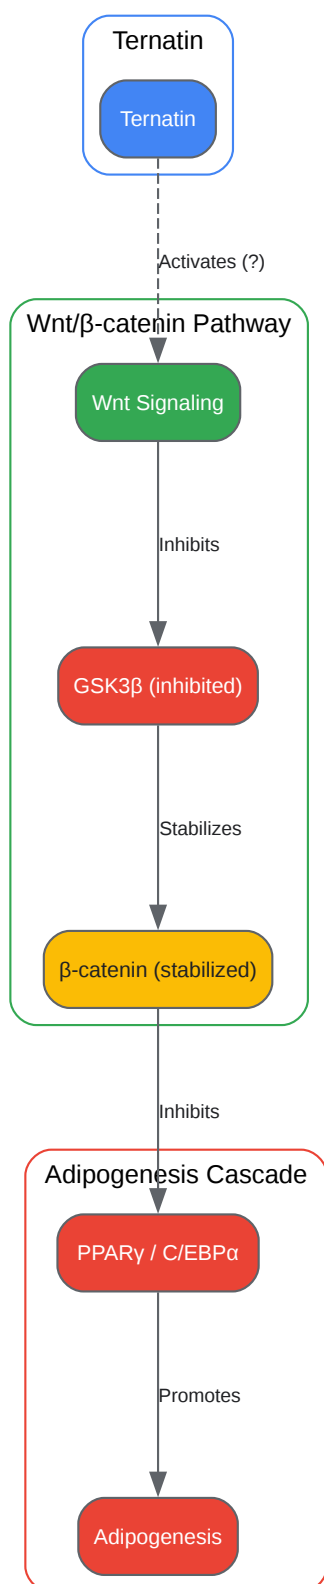 Ternatin
Ternatin
Activates (?)
Wnt/β-catenin Pathway
Wnt Signaling
Inhibits
GSK3β (inhibited)
Stabilizes
β-catenin (stabilized)
Inhibits
Adipogenesis Cascade
PPARγ / C/EBPα
Promotes
Adipogenesis